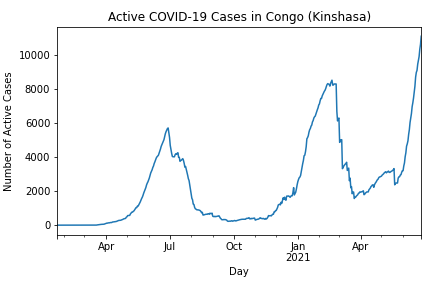 Active COVID-19 Cases in Congo (Kinshasa)
Number of Active Cases
10000
8000
6000
4000
2000
0
Apr
Jul
Oct
Jan
2021
Apr
Day